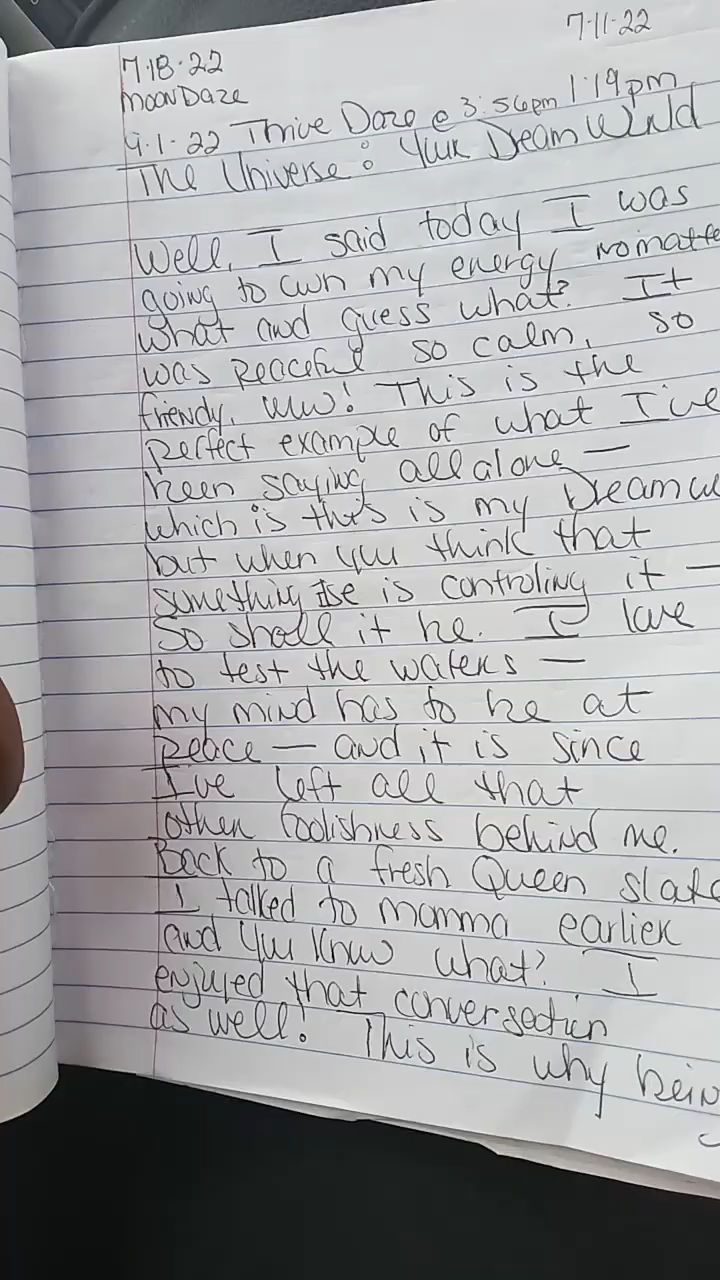 7·11·22
7·18·22
MoonDaze
9·1·22 Thrive Daze @ 3:56pm 1:19pm
The Universe: Your Dream World
Well, I said today I was
going to own my energy nomatte
what and guess what? It
was peaceful so calm, so
friendy. Wow! This is the
perfect example of what I've
been saying all alone —
which is this is my Dream w
but when you think that
something else is controling it —
So shall it be. I love
to test the waters —
my mind has to be at
peace — and it is since
I've left all that
other foolishness behind me.
Back to a fresh Queen slate
I talked to momma earlier
and you know what? I
enjoyed that conversation
as well! This is why bein